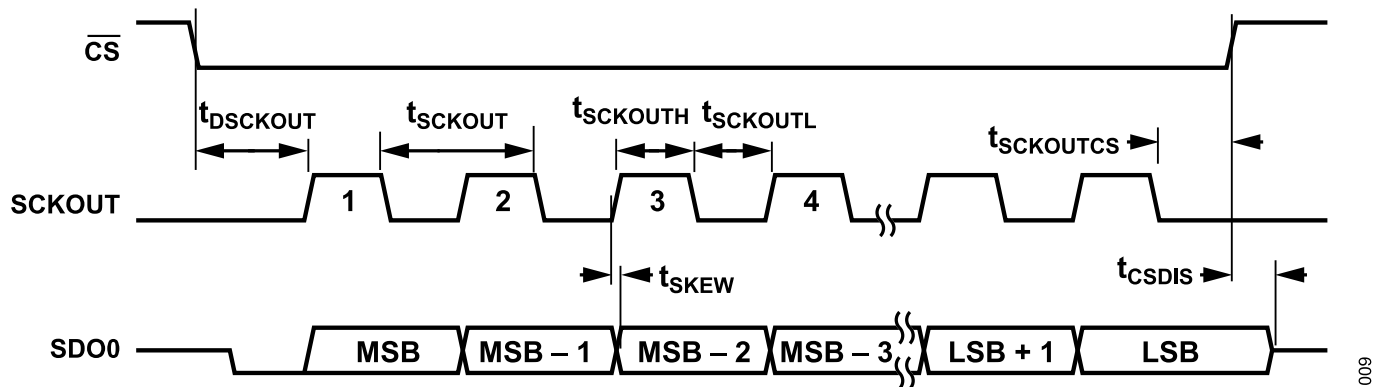 CS
tDSCKOUT
tSCKOUT
tSCKOUTH
tSCKOUTL
tSCKOUTCS
SCKOUT
1
2
3
4
tSKEW
tCSDIS
SDO0
MSB
MSB – 1
MSB – 2
MSB – 3
LSB + 1
LSB
009